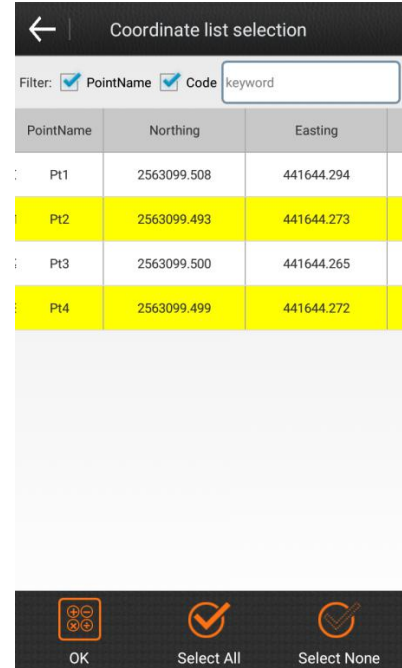 Coordinate list selection
Filter: PointName Code keyword
PointName Northing Easting
Pt1 2563099.508 441644.294
Pt2 2563099.493 441644.273
Pt3 2563099.500 441644.265
Pt4 2563099.499 441644.272
OK Select All Select None